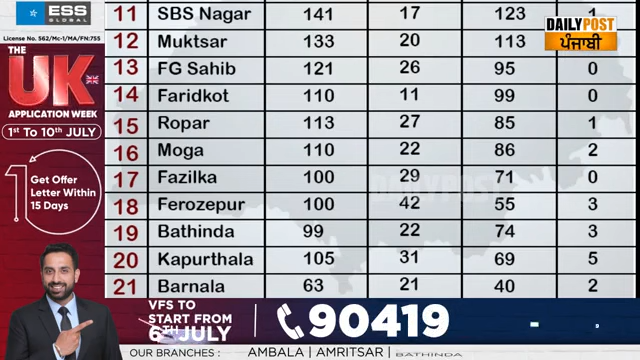 ESS
GLOBAL
License No. 562/Mc-1/MA/FN:755
THE
UK
APPLICATION WEEK
1st To 10th JULY
Get Offer
Letter Within
15 Days
11 SBS Nagar 141 17 123 1
12 Muktsar 133 20 113
13 FG Sahib 121 26 95 0
14 Faridkot 110 11 99 0
15 Ropar 113 27 85 1
16 Moga 110 22 86 2
17 Fazilka 100 29 71 0
18 Ferozepur 100 42 55 3
19 Bathinda 99 22 74 3
20 Kapurthala 105 31 69 5
21 Barnala 63 21 40 2
DAILYPOST
ਪੰਜਾਬੀ
DAILYPOST
VFS TO
START FROM
6TH JULY
90419 -
OUR BRANCHES : AMBALA | AMRITSAR | BATHINDA